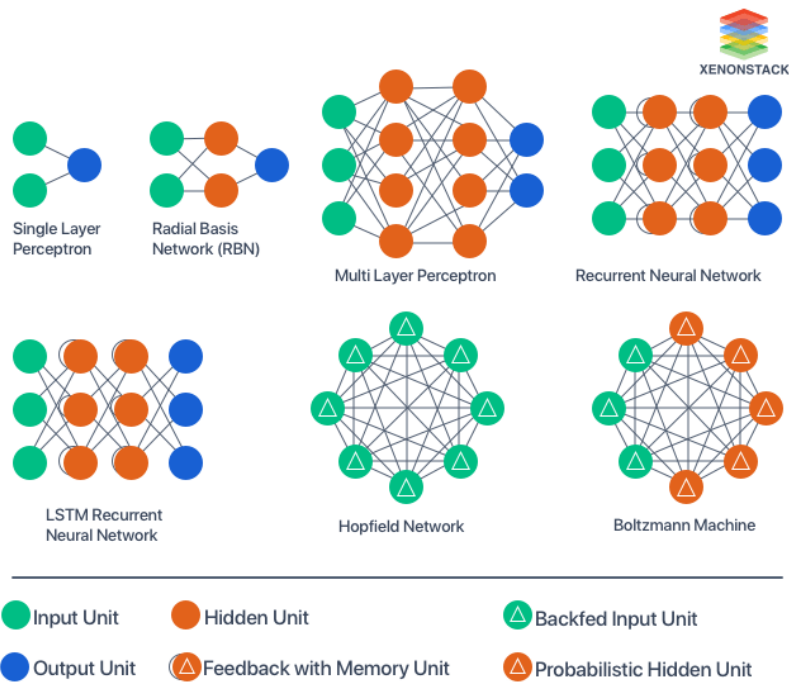 XENONSTACK
Single Layer
Perceptron
Radial Basis
Network (RBN)
Multi Layer Perceptron
Recurrent Neural Network
LSTM Recurrent
Neural Network
Hopfield Network
Boltzmann Machine
Input Unit
Hidden Unit
Backfed Input Unit
Output Unit
Feedback with Memory Unit
Probabilistic Hidden Unit